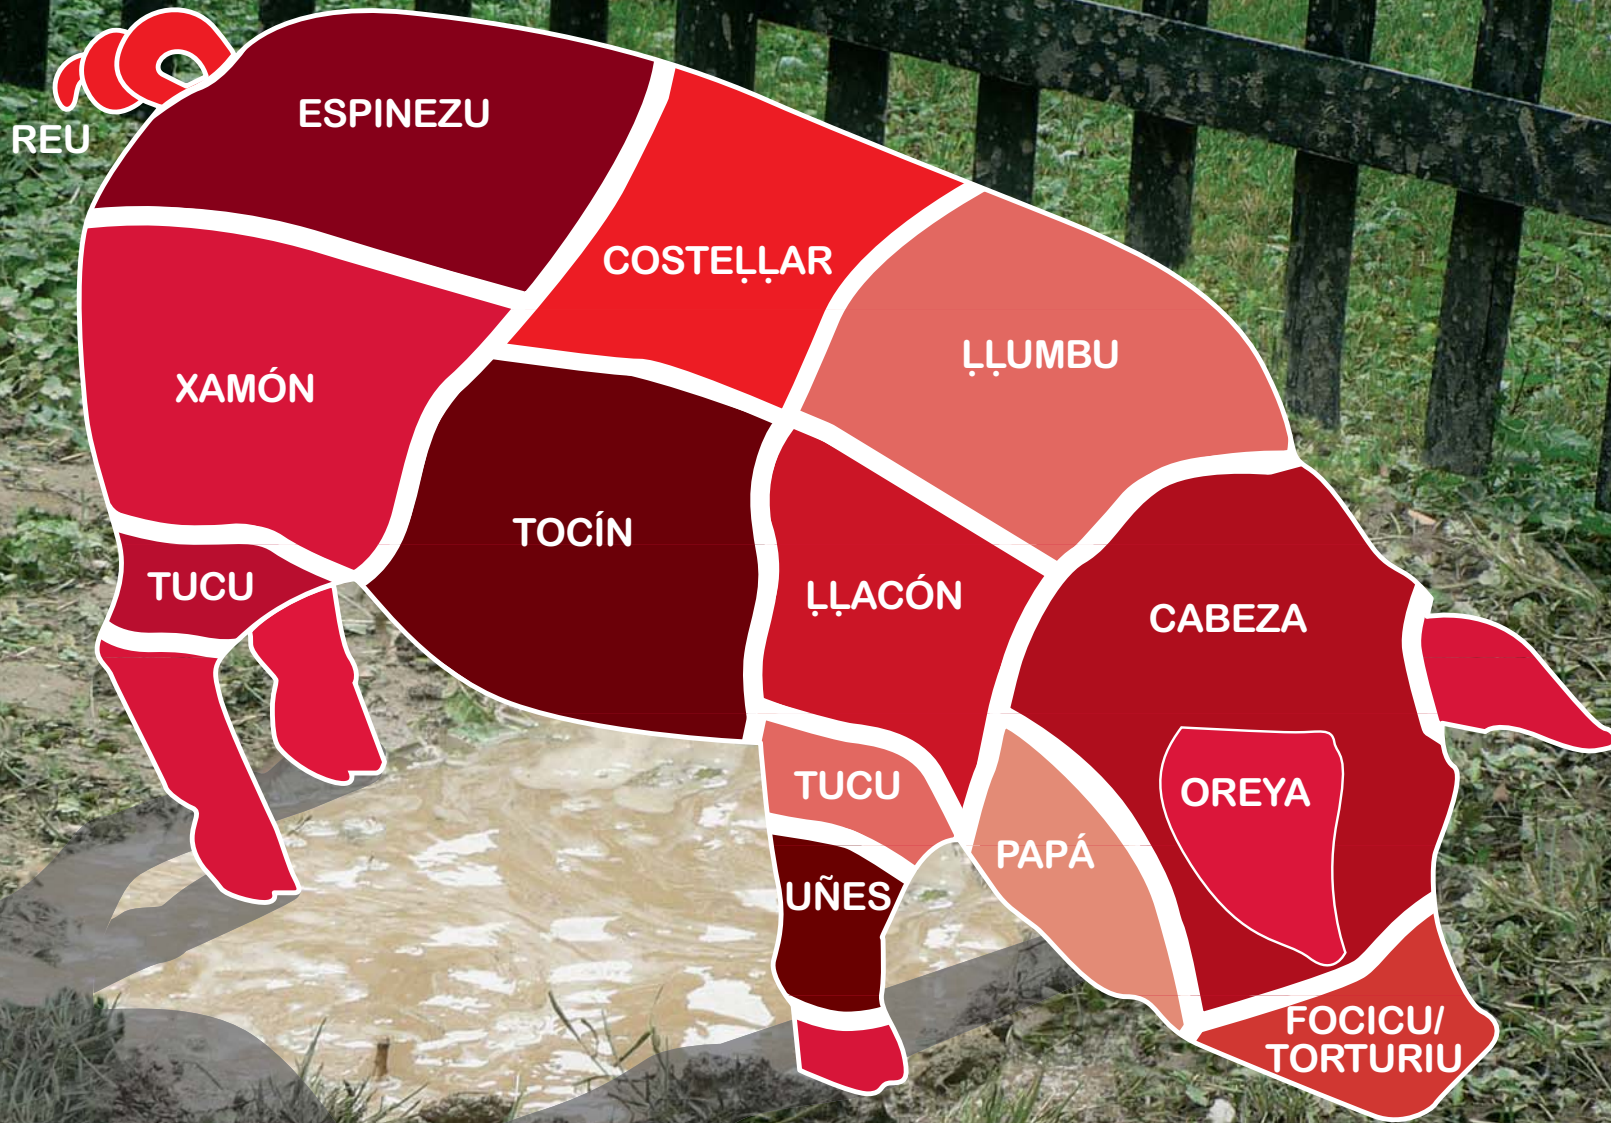 REU
ESPINEZU
COSTEḶḶAR
ḶḶUMBU
XAMÓN
TOCÍN
TUCU
ḶḶACÓN
CABEZA
TUCU
OREYA
PAPÁ
UÑES
FOCICU/
TORTURIU